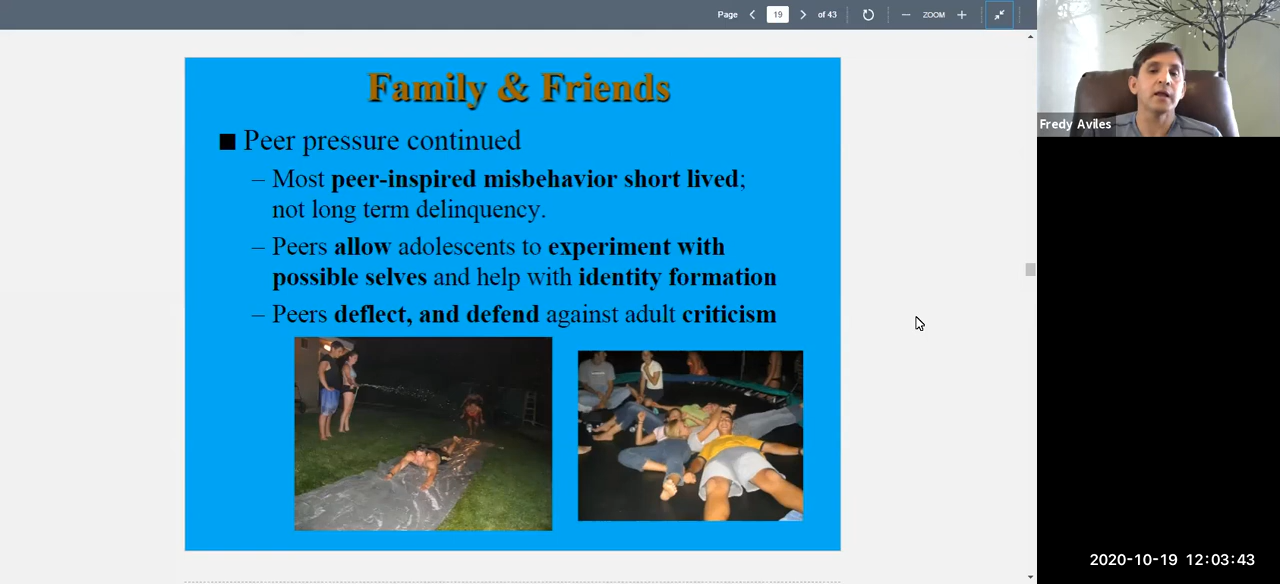 Page 19 of 43 ZOOM
Family & Friends
Peer pressure continued
– Most peer-inspired misbehavior short lived;
not long term delinquency.
– Peers allow adolescents to experiment with
possible selves and help with identity formation
– Peers deflect, and defend against adult criticism
Fredy Aviles
2020-10-19 12:03:43